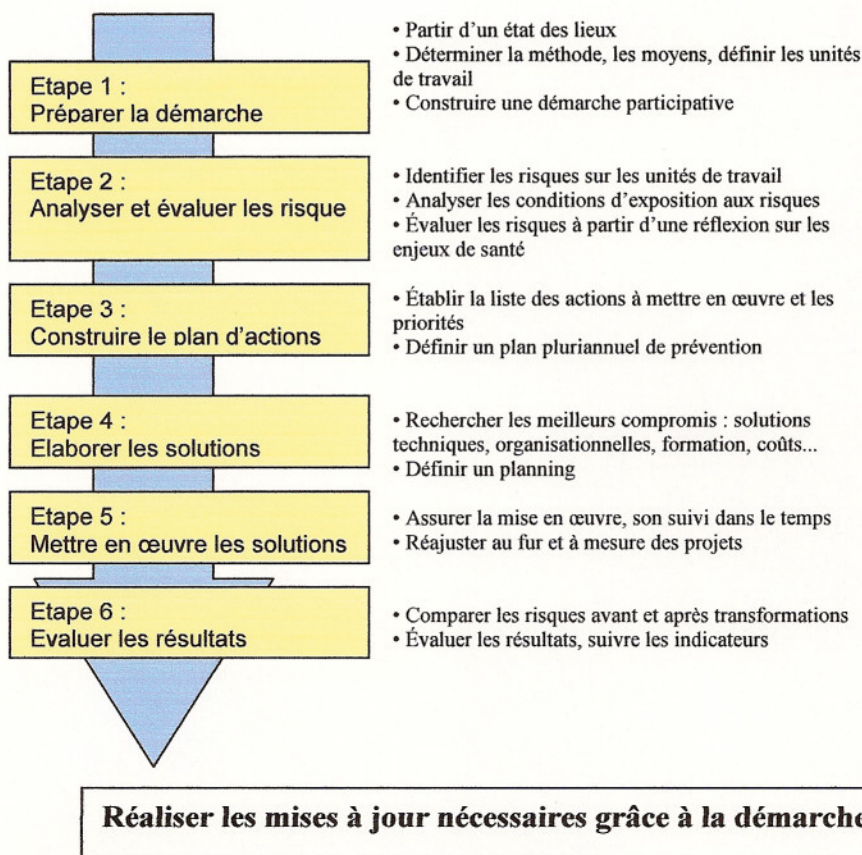 Etape 1 :
Préparer la démarche
• Partir d'un état des lieux
• Déterminer la méthode, les moyens, définir les unités
de travail
• Construire une démarche participative
Etape 2 :
Analyser et évaluer les risque
• Identifier les risques sur les unités de travail
• Analyser les conditions d'exposition aux risques
• Évaluer les risques à partir d'une réflexion sur les
enjeux de santé
Etape 3 :
Construire le plan d'actions
• Établir la liste des actions à mettre en œuvre et les
priorités
• Définir un plan pluriannuel de prévention
Etape 4 :
Elaborer les solutions
• Rechercher les meilleurs compromis : solutions
techniques, organisationnelles, formation, coûts...
• Définir un planning
Etape 5 :
Mettre en œuvre les solutions
• Assurer la mise en œuvre, son suivi dans le temps
• Réajuster au fur et à mesure des projets
Etape 6 :
Evaluer les résultats
• Comparer les risques avant et après transformations
• Évaluer les résultats, suivre les indicateurs
Réaliser les mises à jour nécessaires grâce à la démarche